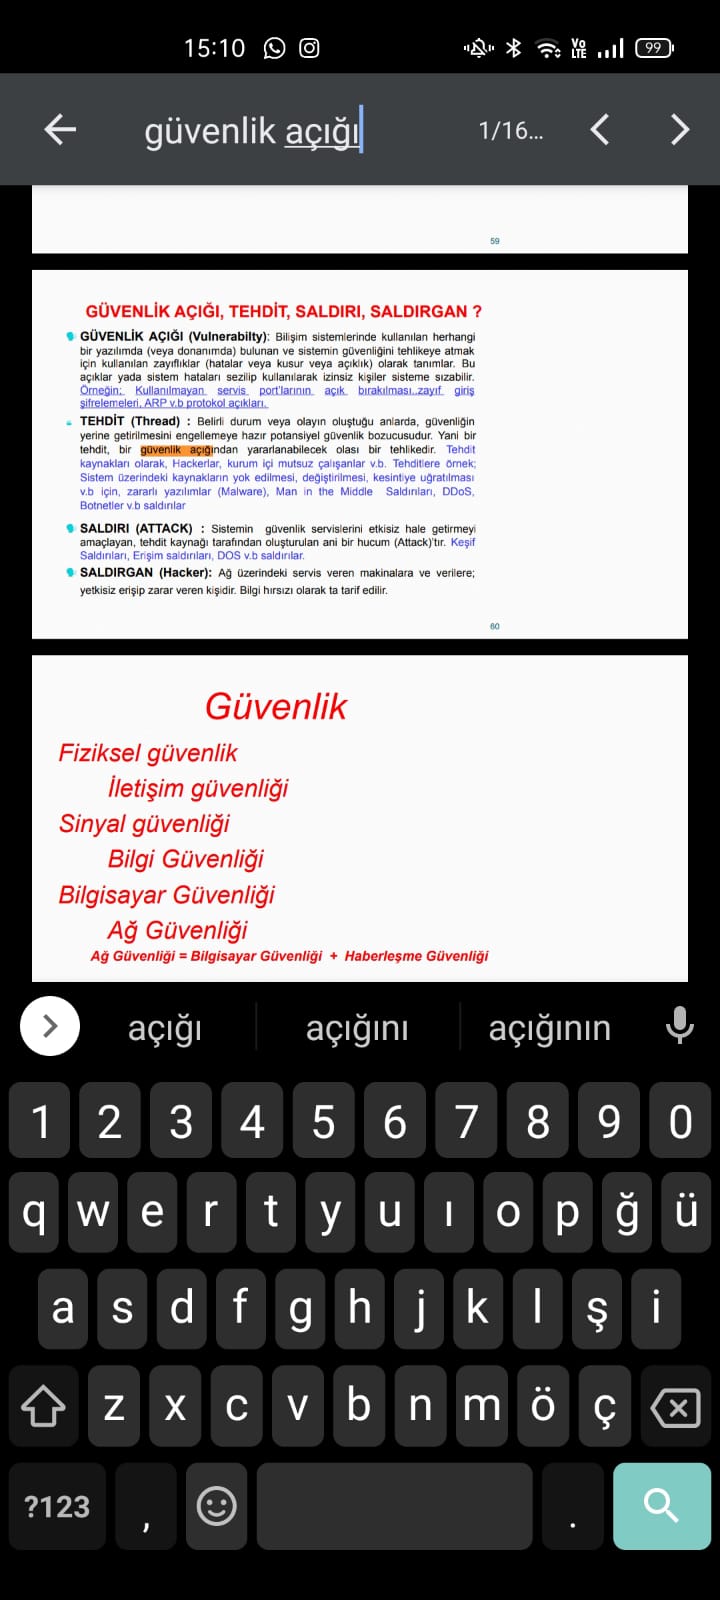 15:10
VoLTE
99
güvenlik açığı
1/16...
59
GÜVENLİK AÇIĞI, TEHDİT, SALDIRI, SALDIRGAN ?
GÜVENLİK AÇIĞI (Vulnerabilty): Bilişim sistemlerinde kullanılan herhangi
bir yazılımda (veya donanımda) bulunan ve sistemin güvenliğini tehlikeye atmak
için kullanılan zayıflıklar (hatalar veya kusur veya açıklık) olarak tanımlar. Bu
açıklar yada sistem hataları sezilip kullanılarak izinsiz kişiler sisteme sızabilir.
Örneğin; Kullanılmayan servis port'larının açık bırakılması..zayıf giriş
şifrelemeleri, ARP v.b protokol açıkları.
TEHDİT (Thread) : Belirli durum veya olayın oluştuğu anlarda, güvenliğin
yerine getirilmesini engellemeye hazır potansiyel güvenlik bozucusudur. Yani bir
tehdit, bir güvenlik açığından yararlanabilecek olası bir tehlikedir. Tehdit
kaynakları olarak, Hackerlar, kurum içi mutsuz çalışanlar v.b. Tehditlere örnek;
Sistem üzerindeki kaynakların yok edilmesi, değiştirilmesi, kesintiye uğratılması
v.b için, zararlı yazılımlar (Malware), Man in the Middle Saldırıları, DDoS,
Botnetler v.b saldırılar
SALDIRI (ATTACK) : Sistemin güvenlik servislerini etkisiz hale getirmeyi
amaçlayan, tehdit kaynağı tarafından oluşturulan ani bir hucum (Attack)'tır. Keşif
Saldırıları, Erişim saldırıları, DOS v.b saldırılar.
SALDIRGAN (Hacker): Ağ üzerindeki servis veren makinalara ve verilere;
yetkisiz erişip zarar veren kişidir. Bilgi hırsızı olarak ta tarif edilir.
60
Güvenlik
Fiziksel güvenlik
İletişim güvenliği
Sinyal güvenliği
Bilgi Güvenliği
Bilgisayar Güvenliği
Ağ Güvenliği
Ağ Güvenliği = Bilgisayar Güvenliği + Haberleşme Güvenliği
açığı açığını açığının
1 2 3 4 5 6 7 8 9 0
q w e r t y u ı o p ğ ü
a s d f g h j k l ş i
z x c v b n m ö ç
?123 , .